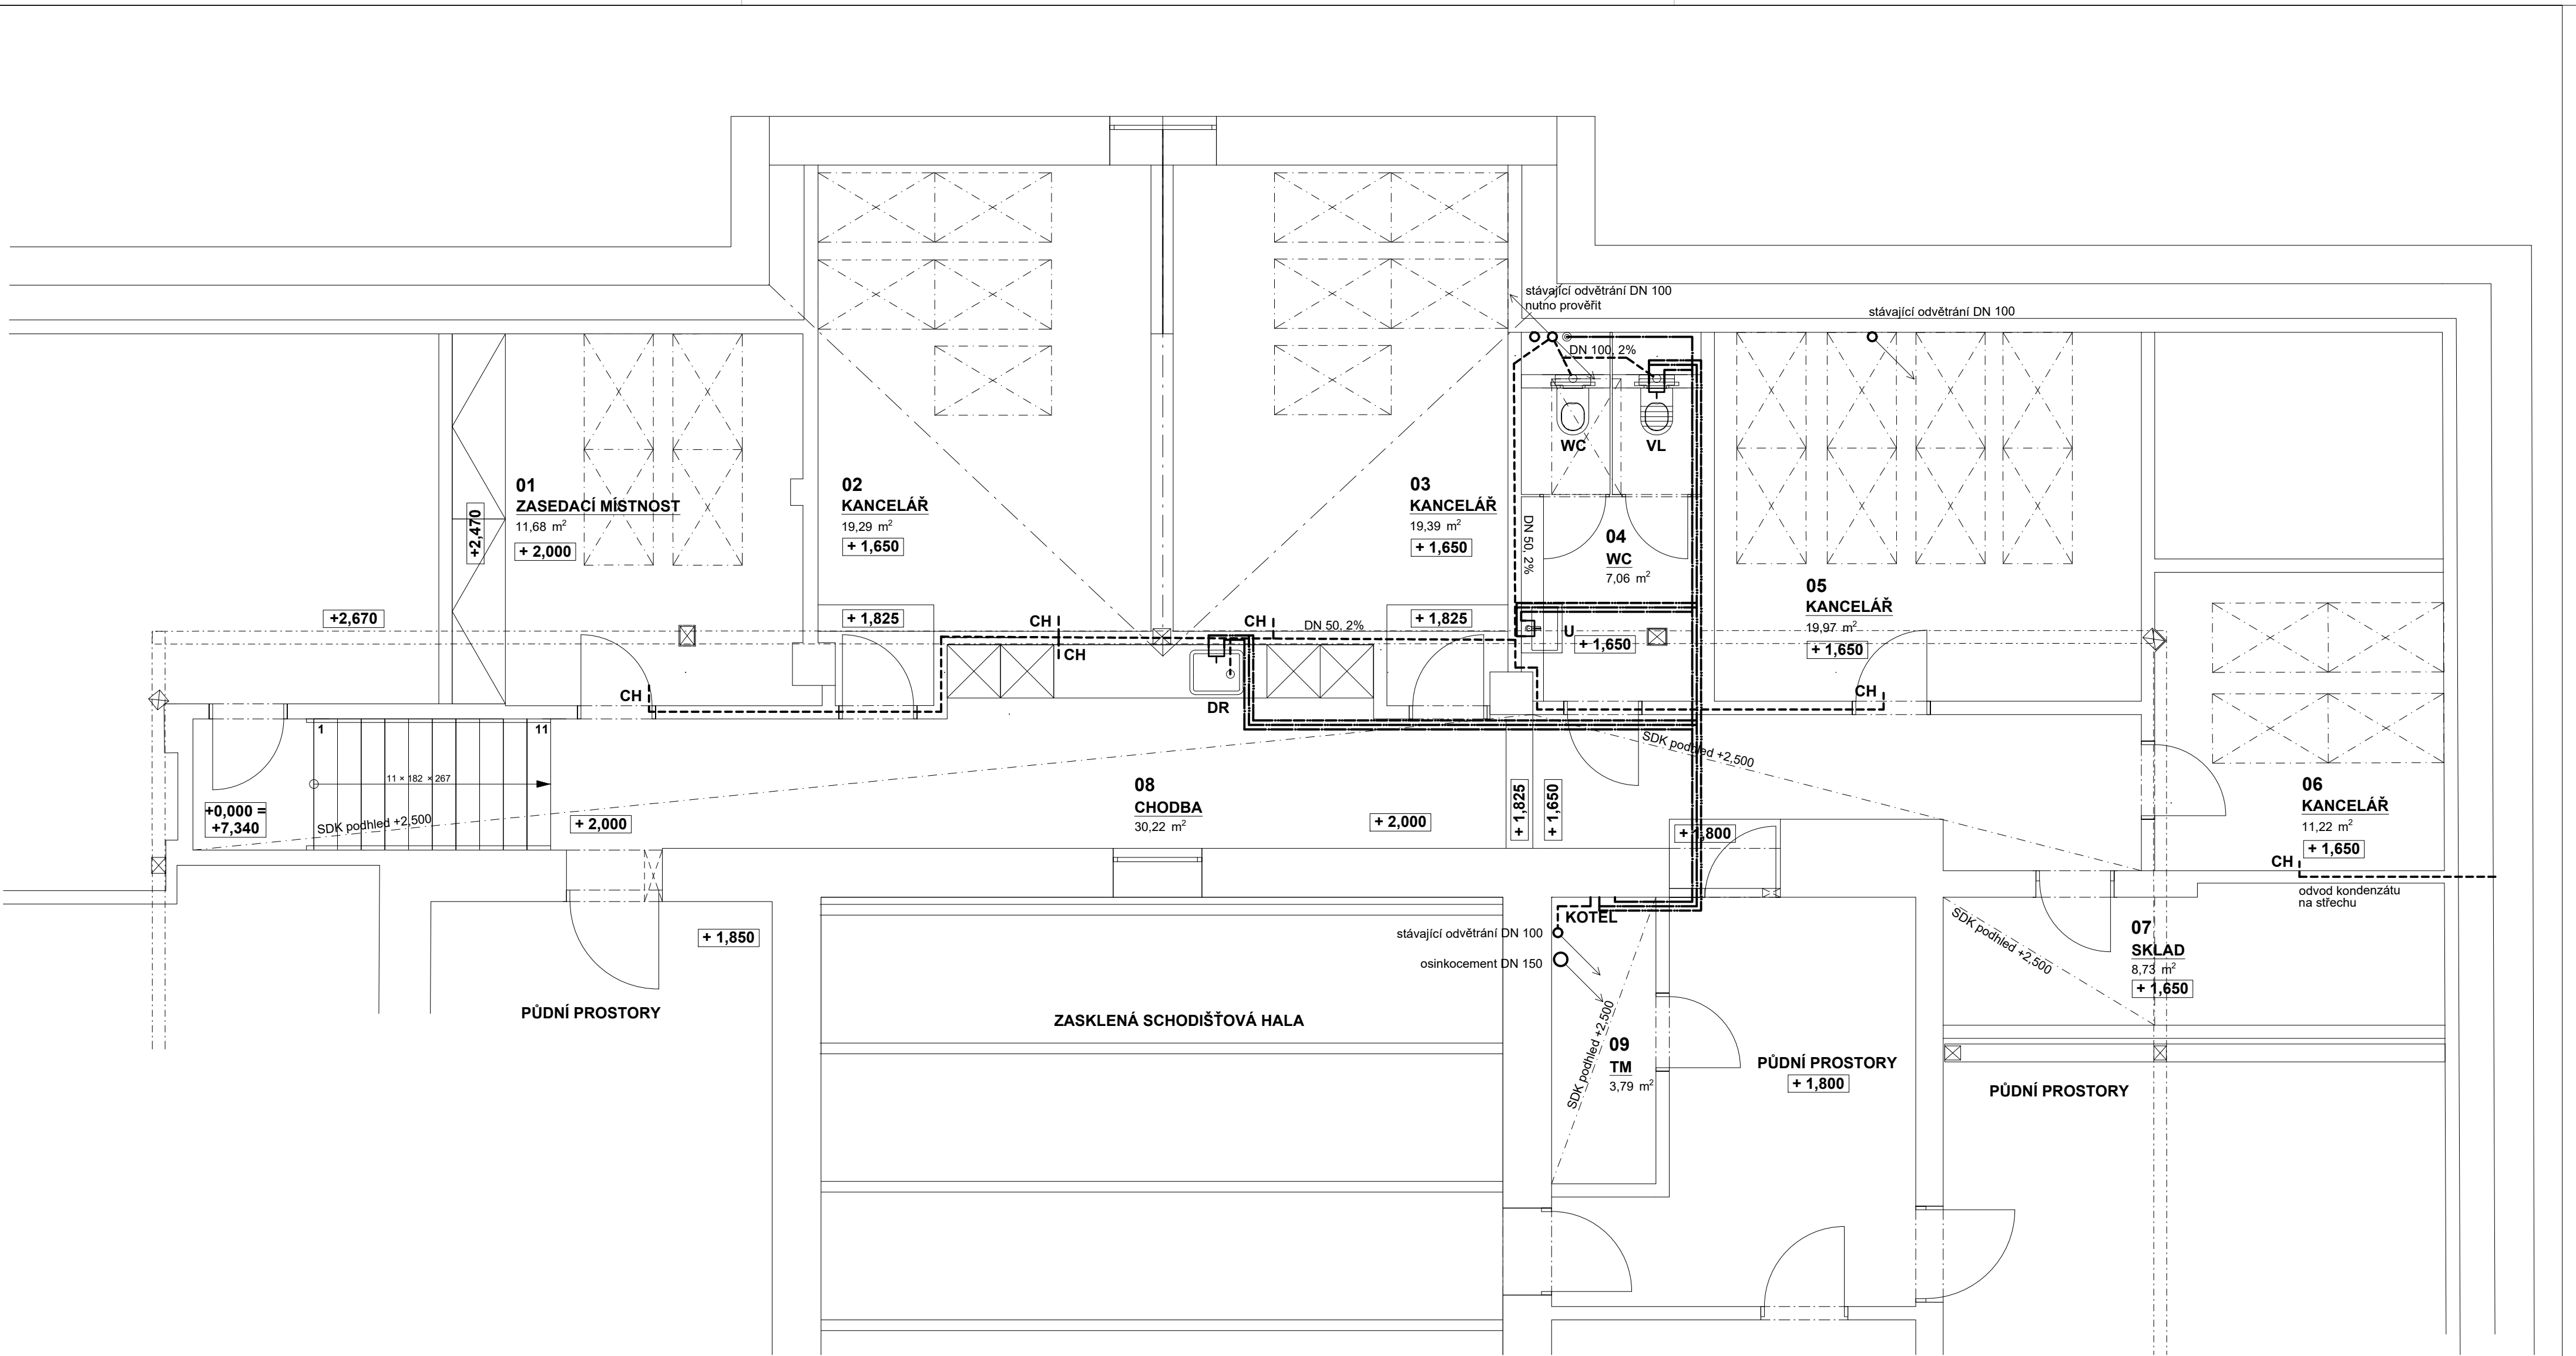 stávající odvětrání DN 100
nutno prověřit
stávající odvětrání DN 100
DN 100, 2%
WC
VL
01
ZASEDACÍ MÍSTNOST
11,68 m²
+ 2,000
+2,470
02
KANCELÁŘ
19,29 m²
+ 1,650
03
KANCELÁŘ
19,39 m²
+ 1,650
DN 50, 2%
04
WC
7,06 m²
05
KANCELÁŘ
19,97 m²
+ 1,650
+2,670
+ 1,825
CH
CH
CH
DN 50, 2%
+ 1,825
U
+ 1,650
CH
DR
CH
1
11
11 × 182 × 267
+0,000 =
+7,340
SDK podhled +2,500
+ 2,000
08
CHODBA
30,22 m²
+ 2,000
+ 1,825
+ 1,650
SDK podhled +2,500
+ 1,800
06
KANCELÁŘ
11,22 m²
+ 1,650
CH
odvod kondenzátu
na střechu
KOTEL
stávající odvětrání DN 100
osinkocement DN 150
+ 1,850
PŮDNÍ PROSTORY
ZASKLENÁ SCHODIŠŤOVÁ HALA
SDK podhled +2,500
09
TM
3,79 m²
PŮDNÍ PROSTORY
+ 1,800
SDK podhled +2,500
07
SKLAD
8,73 m²
+ 1,650
PŮDNÍ PROSTORY